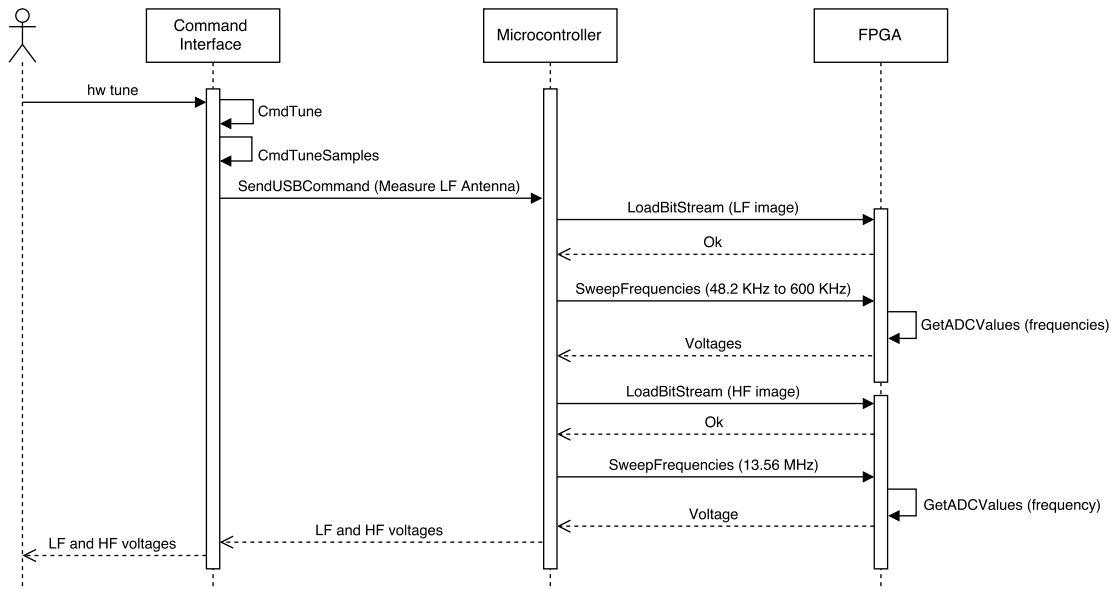 Command
Interface
Microcontroller
FPGA
hw tune
CmdTune
CmdTuneSamples
SendUSBCommand (Measure LF Antenna)
LoadBitStream (LF image)
Ok
SweepFrequencies (48.2 KHz to 600 KHz)
GetADCValues (frequencies)
Voltages
LoadBitStream (HF image)
Ok
SweepFrequencies (13.56 MHz)
GetADCValues (frequency)
Voltage
LF and HF voltages
LF and HF voltages